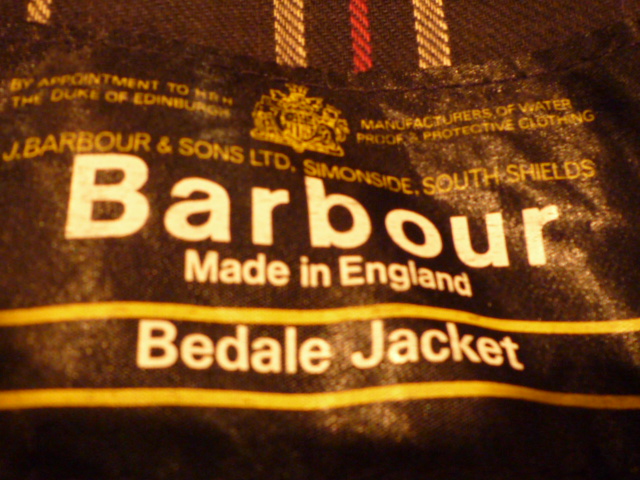 BY APPOINTMENT TO H.R.H
THE DUKE OF EDINBURGH
MANUFACTURERS OF WATER
PROOF & PROTECTIVE CLOTHING
J. BARBOUR & SONS LTD, SIMONSIDE, SOUTH SHIELDS
Barbour
Made in England
Bedale Jacket